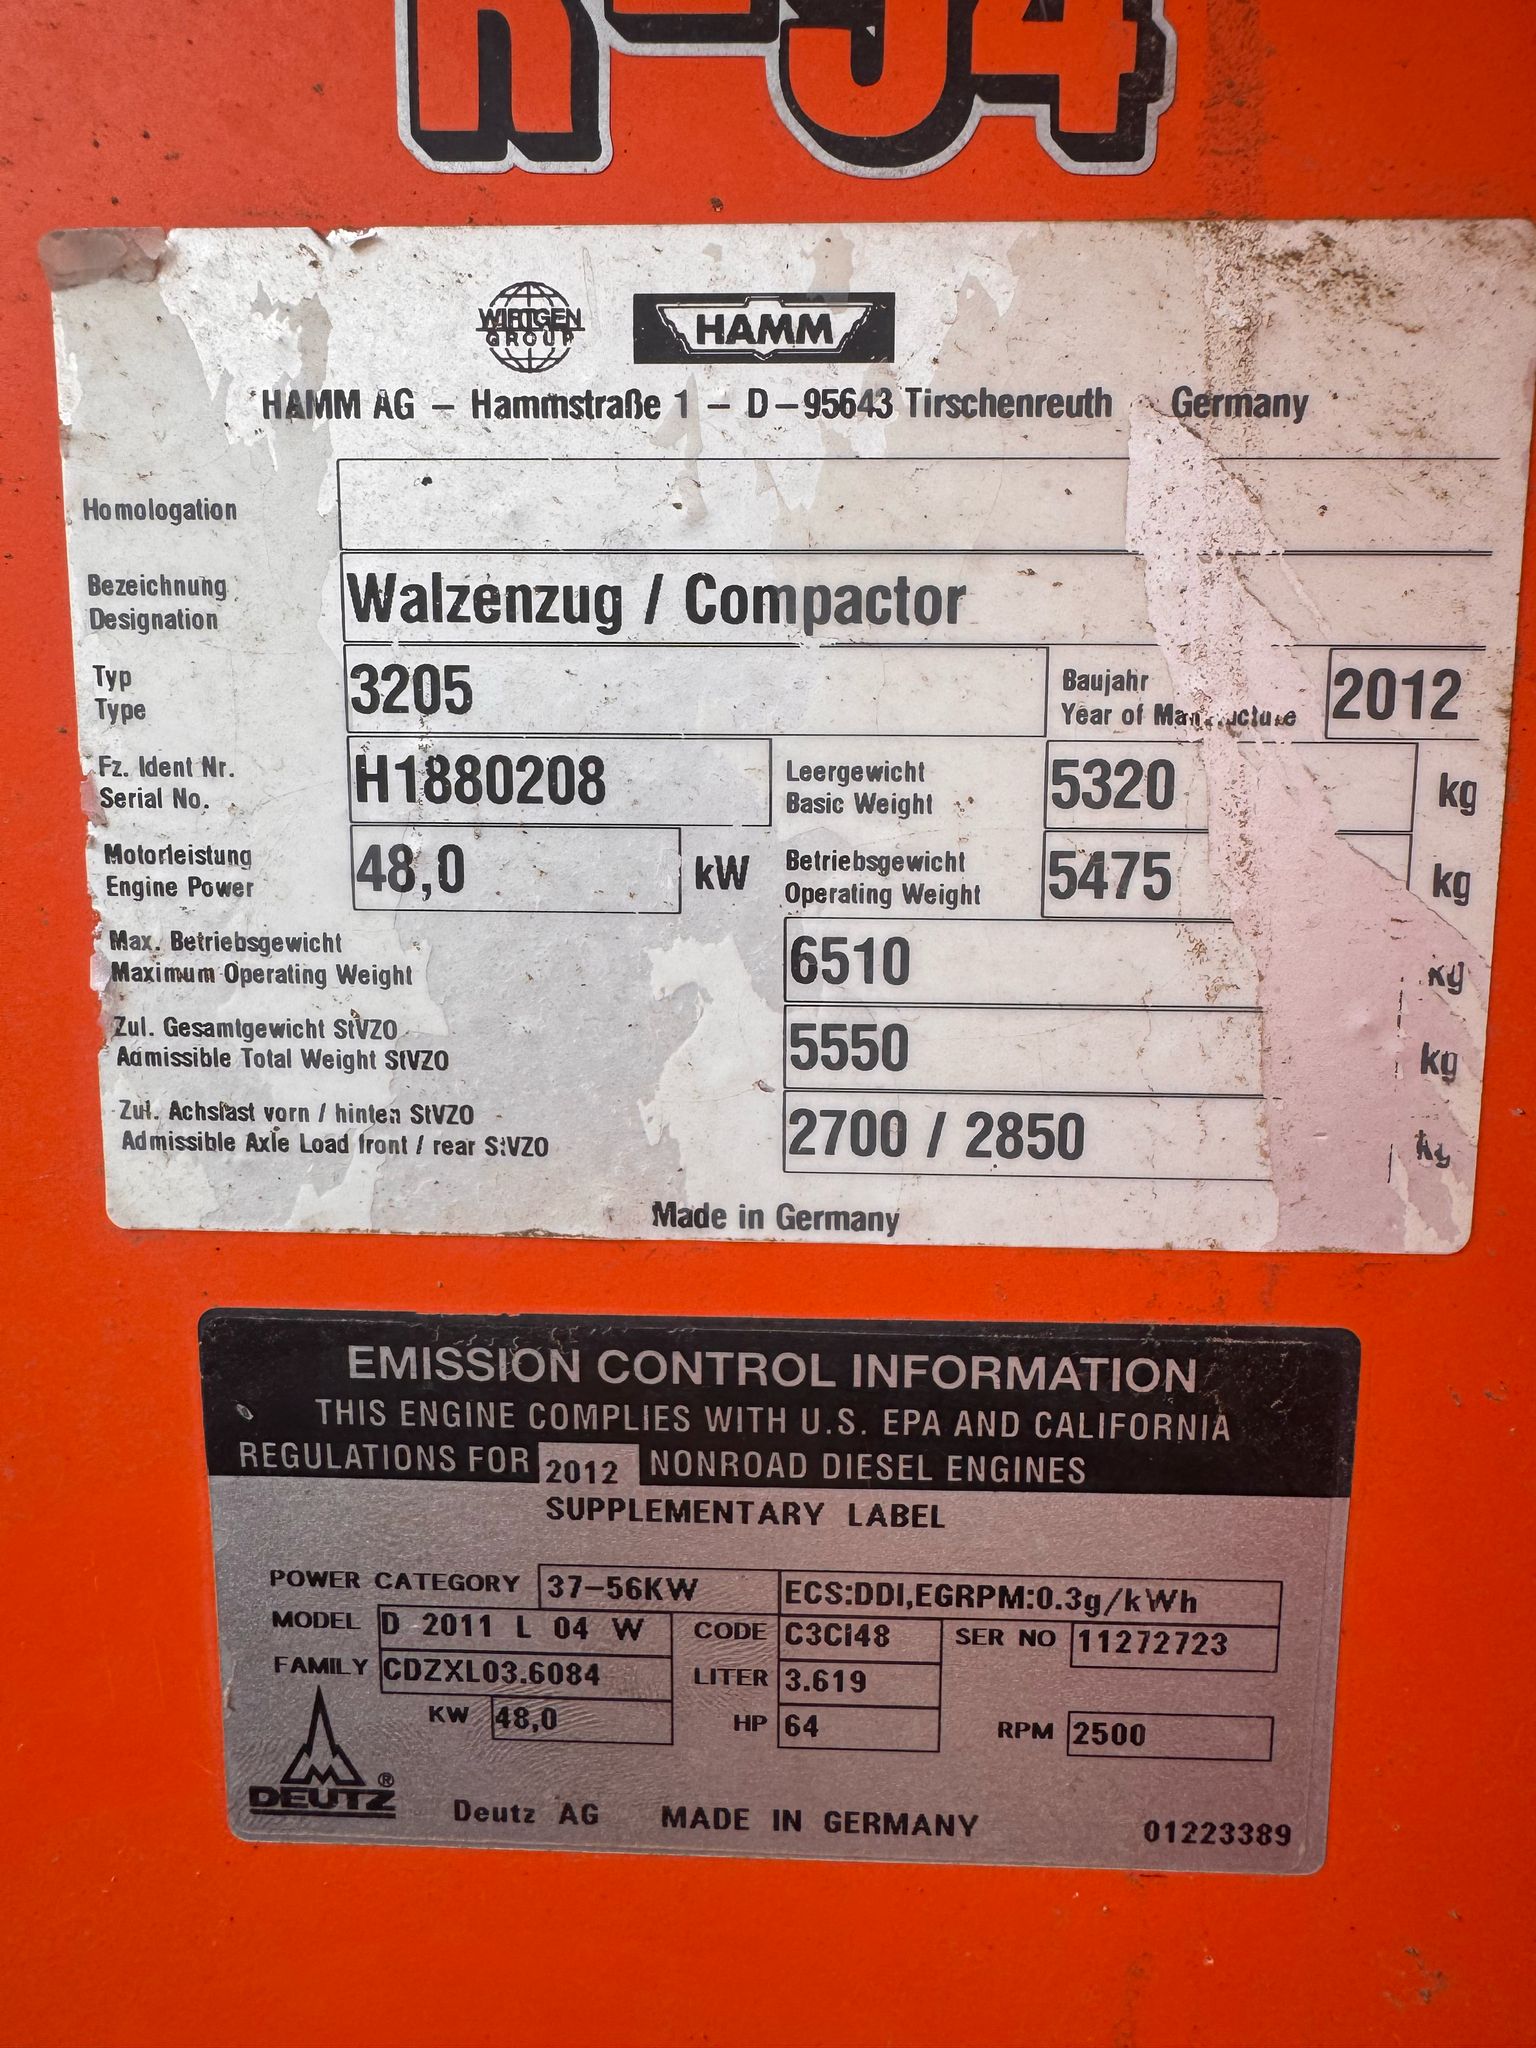 R-34
WIRTGEN
GROUP
HAMM
HAMM AG – Hammstraße 1 – D – 95643 Tirschenreuth Germany
Homologation
Bezeichnung
Designation
Walzenzug / Compactor
Typ
Type
3205
Baujahr
Year of Manufacture
2012
Fz. Ident Nr.
Serial No.
H1880208
Leergewicht
Basic Weight
5320 kg
Motorleistung
Engine Power
48,0 kW
Betriebsgewicht
Operating Weight
5475 kg
Max. Betriebsgewicht
Maximum Operating Weight
6510 kg
Zul. Gesamtgewicht StVZO
Admissible Total Weight StVZO
5550 kg
Zul. Achslast vorn / hinten StVZO
Admissible Axle Load front / rear StVZO
2700 / 2850 kg
Made in Germany
EMISSION CONTROL INFORMATION
THIS ENGINE COMPLIES WITH U.S. EPA AND CALIFORNIA
REGULATIONS FOR 2012 NONROAD DIESEL ENGINES
SUPPLEMENTARY LABEL
POWER CATEGORY 37-56KW ECS:DDI,EGRPM:0.3g/kWh
MODEL D 2011 L 04 W CODE C3CI48 SER NO 11272723
FAMILY CDZXL03.6084 LITER 3.619
KW 48,0 HP 64 RPM 2500
DEUTZ®
Deutz AG MADE IN GERMANY 01223389